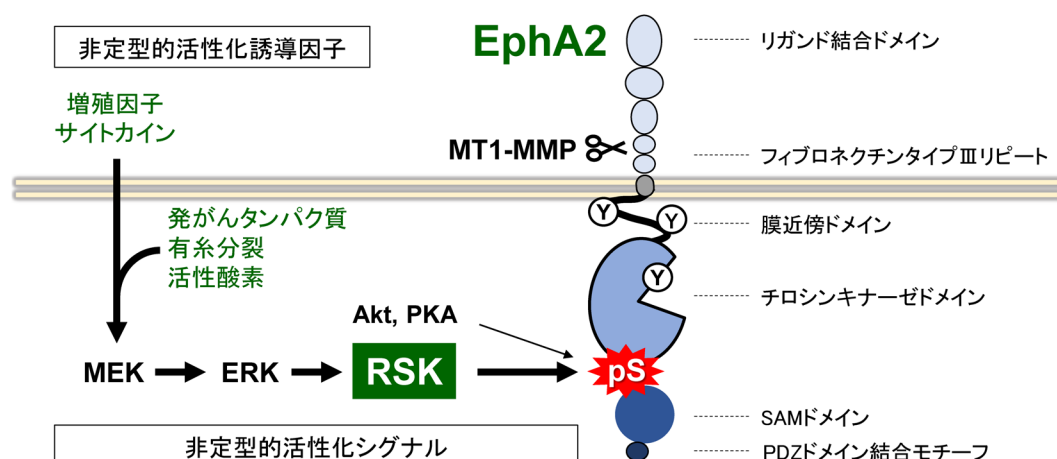 非定型的活性化誘導因子
EphA2
リガンド結合ドメイン
増殖因子
サイトカイン
MT1-MMP
フィブロネクチンタイプⅢリピート
Y
Y
膜近傍ドメイン
発がんタンパク質
有糸分裂
活性酸素
Y
チロシンキナーゼドメイン
Akt, PKA
MEK
ERK
RSK
pS
SAMドメイン
非定型的活性化シグナル
PDZドメイン結合モチーフ